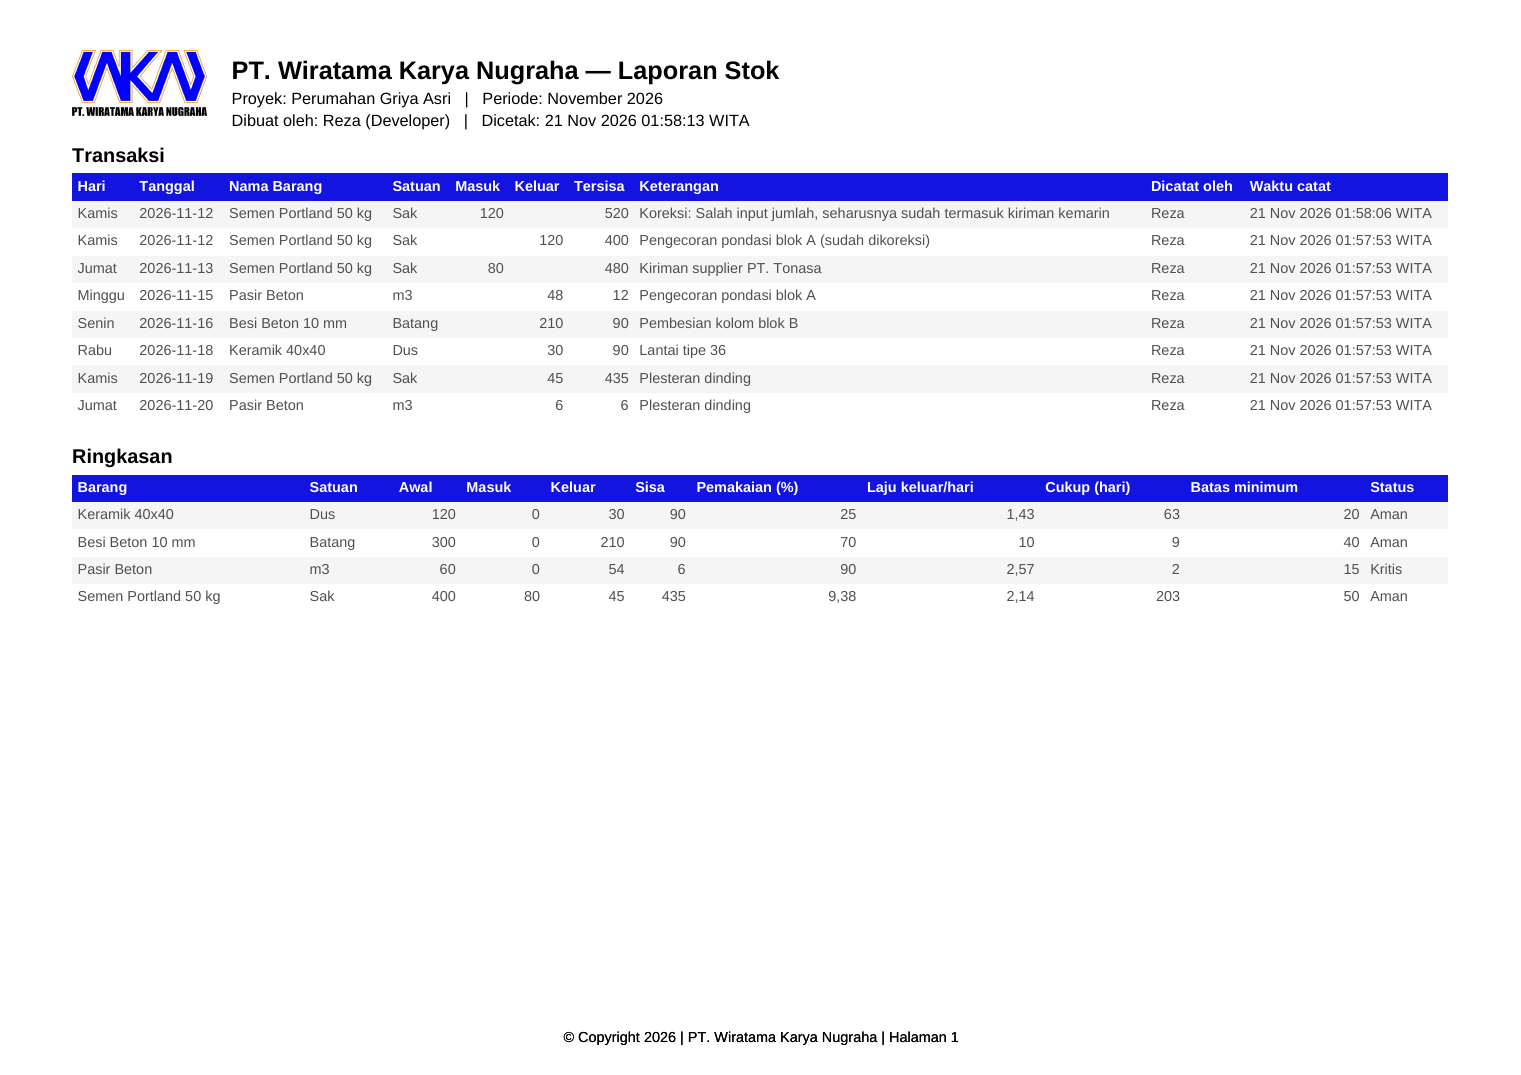 WKN
PT. WIRATAMA KARYA NUGRAHA
PT. Wiratama Karya Nugraha — Laporan Stok
Proyek: Perumahan Griya Asri | Periode: November 2026
Dibuat oleh: Reza (Developer) | Dicetak: 21 Nov 2026 01:58:13 WITA
Transaksi
Hari Tanggal Nama Barang Satuan Masuk Keluar Tersisa Keterangan Dicatat oleh Waktu catat
Kamis 2026-11-12 Semen Portland 50 kg Sak 120 520 Koreksi: Salah input jumlah, seharusnya sudah termasuk kiriman kemarin Reza 21 Nov 2026 01:58:06 WITA
Kamis 2026-11-12 Semen Portland 50 kg Sak 120 400 Pengecoran pondasi blok A (sudah dikoreksi) Reza 21 Nov 2026 01:57:53 WITA
Jumat 2026-11-13 Semen Portland 50 kg Sak 80 480 Kiriman supplier PT. Tonasa Reza 21 Nov 2026 01:57:53 WITA
Minggu 2026-11-15 Pasir Beton m3 48 12 Pengecoran pondasi blok A Reza 21 Nov 2026 01:57:53 WITA
Senin 2026-11-16 Besi Beton 10 mm Batang 210 90 Pembesian kolom blok B Reza 21 Nov 2026 01:57:53 WITA
Rabu 2026-11-18 Keramik 40x40 Dus 30 90 Lantai tipe 36 Reza 21 Nov 2026 01:57:53 WITA
Kamis 2026-11-19 Semen Portland 50 kg Sak 45 435 Plesteran dinding Reza 21 Nov 2026 01:57:53 WITA
Jumat 2026-11-20 Pasir Beton m3 6 6 Plesteran dinding Reza 21 Nov 2026 01:57:53 WITA
Ringkasan
Barang Satuan Awal Masuk Keluar Sisa Pemakaian (%) Laju keluar/hari Cukup (hari) Batas minimum Status
Keramik 40x40 Dus 120 0 30 90 25 1,43 63 20 Aman
Besi Beton 10 mm Batang 300 0 210 90 70 10 9 40 Aman
Pasir Beton m3 60 0 54 6 90 2,57 2 15 Kritis
Semen Portland 50 kg Sak 400 80 45 435 9,38 2,14 203 50 Aman
© Copyright 2026 | PT. Wiratama Karya Nugraha | Halaman 1